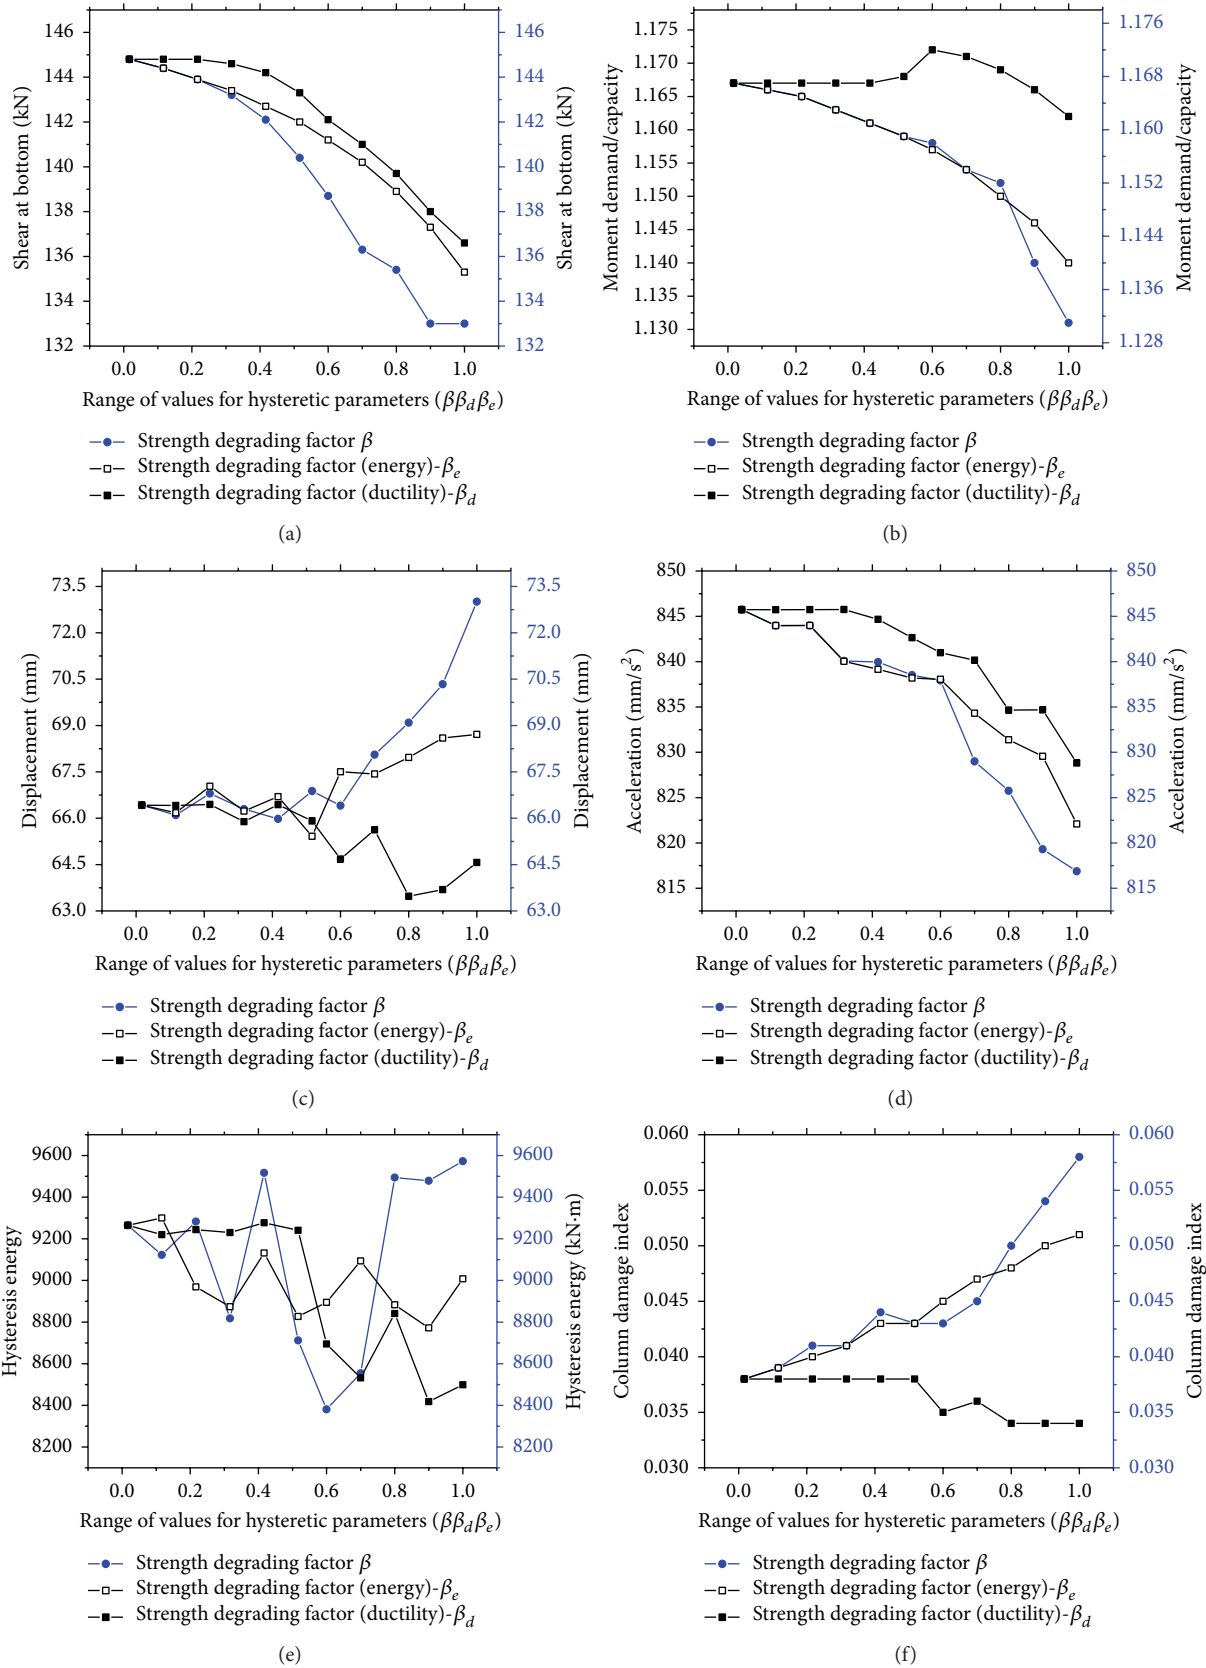 146
144
142
140
138
136
134
132
Shear at bottom (kN)
146
144
142
140
138
136
134
132
Shear at bottom (kN)
0.0 0.2 0.4 0.6 0.8 1.0
Range of values for hysteretic parameters (ββ_dβ_e)
Strength degrading factor β
Strength degrading factor (energy)-β_e
Strength degrading factor (ductility)-β_d
(a)
1.175
1.170
1.165
1.160
1.155
1.150
1.145
1.140
1.135
1.130
Moment demand/capacity
1.176
1.168
1.160
1.152
1.144
1.136
1.128
Moment demand/capacity
0.0 0.2 0.4 0.6 0.8 1.0
Range of values for hysteretic parameters (ββ_dβ_e)
Strength degrading factor β
Strength degrading factor (energy)-β_e
Strength degrading factor (ductility)-β_d
(b)
73.5
72.0
70.5
69.0
67.5
66.0
64.5
63.0
Displacement (mm)
73.5
72.0
70.5
69.0
67.5
66.0
64.5
63.0
Displacement (mm)
0.0 0.2 0.4 0.6 0.8 1.0
Range of values for hysteretic parameters (ββ_dβ_e)
Strength degrading factor β
Strength degrading factor (energy)-β_e
Strength degrading factor (ductility)-β_d
(c)
850
845
840
835
830
825
820
815
Acceleration (mm/s²)
850
845
840
835
830
825
820
815
Acceleration (mm/s²)
0.0 0.2 0.4 0.6 0.8 1.0
Range of values for hysteretic parameters (ββ_dβ_e)
Strength degrading factor β
Strength degrading factor (energy)-β_e
Strength degrading factor (ductility)-β_d
(d)
9600
9400
9200
9000
8800
8600
8400
8200
Hysteresis energy
9600
9400
9200
9000
8800
8600
8400
8200
Hysteresis energy (kN·m)
0.0 0.2 0.4 0.6 0.8 1.0
Range of values for hysteretic parameters (ββ_dβ_e)
Strength degrading factor β
Strength degrading factor (energy)-β_e
Strength degrading factor (ductility)-β_d
(e)
0.060
0.055
0.050
0.045
0.040
0.035
0.030
Column damage index
0.060
0.055
0.050
0.045
0.040
0.035
0.030
Column damage index
0.0 0.2 0.4 0.6 0.8 1.0
Range of values for hysteretic parameters (ββ_dβ_e)
Strength degrading factor β
Strength degrading factor (energy)-β_e
Strength degrading factor (ductility)-β_d
(f)